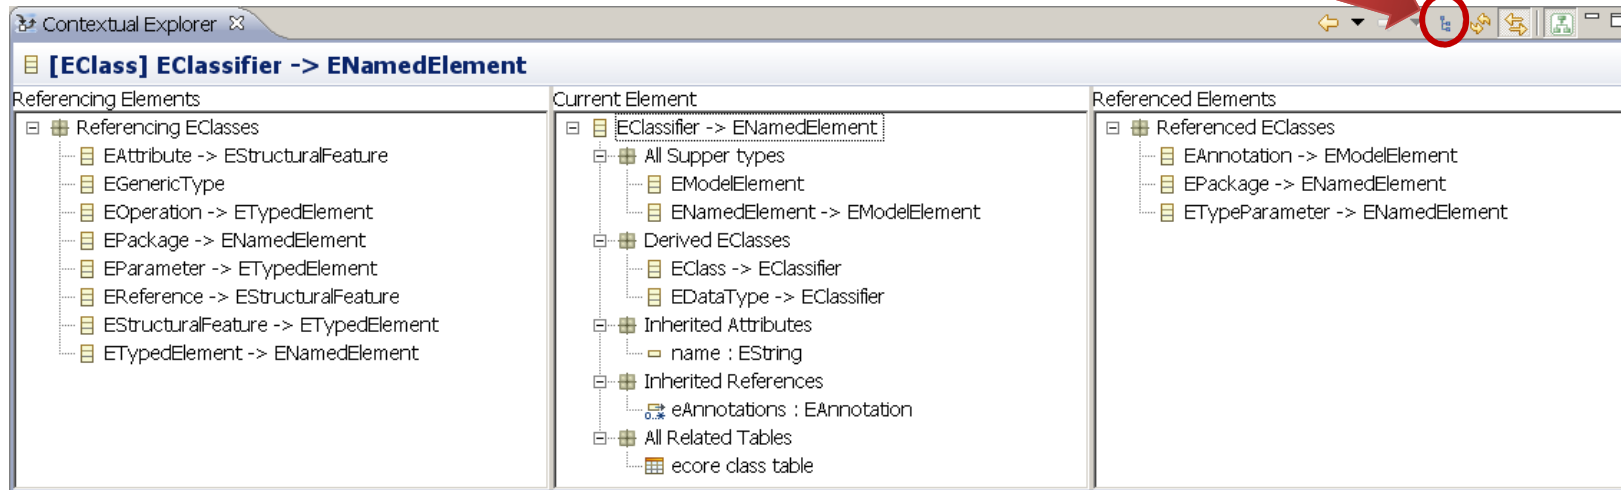 Contextual Explorer
[EClass] EClassifier -> ENamedElement
Referencing Elements
Referencing EClasses
EAttribute -> EStructuralFeature
EGenericType
EOperation -> ETypedElement
EPackage -> ENamedElement
EParameter -> ETypedElement
EReference -> EStructuralFeature
EStructuralFeature -> ETypedElement
ETypedElement -> ENamedElement
Current Element
EClassifier -> ENamedElement
All Supper types
EModelElement
ENamedElement -> EModelElement
Derived EClasses
EClass -> EClassifier
EDataType -> EClassifier
Inherited Attributes
name : EString
Inherited References
eAnnotations : EAnnotation
All Related Tables
ecore class table
Referenced Elements
Referenced EClasses
EAnnotation -> EModelElement
EPackage -> ENamedElement
ETypeParameter -> ENamedElement